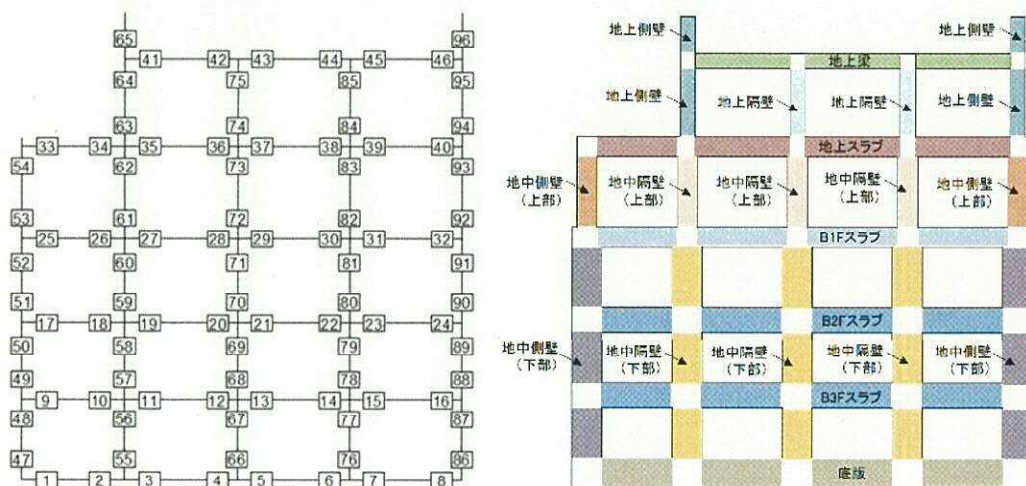 65 96
41 42 43 44 45 46
64 75 85 95
63 74 84 94
33 34 35 36 37 38 39 40
54 62 73 83 93
53 61 72 82 92
25 26 27 28 29 30 31 32
52 60 71 81 91
51 59 70 80 90
17 18 19 20 21 22 23 24
50 58 69 79 89
49 57 68 78 88
9 10 11 12 13 14 15 16
48 56 67 77 87
47 55 66 76 86
1 2 3 4 5 6 7 8
地上側壁 地上側壁
地上梁
地上側壁 地上隔壁 地上隔壁 地上側壁
地上スラブ
地中側壁 地中隔壁 地中隔壁 地中隔壁 地中側壁
(上部) (上部) (上部) (上部) (上部)
B1Fスラブ
B2Fスラブ
地中側壁 地中隔壁 地中隔壁 地中隔壁 地中側壁
(下部) (下部) (下部) (下部) (下部)
B3Fスラブ
底版